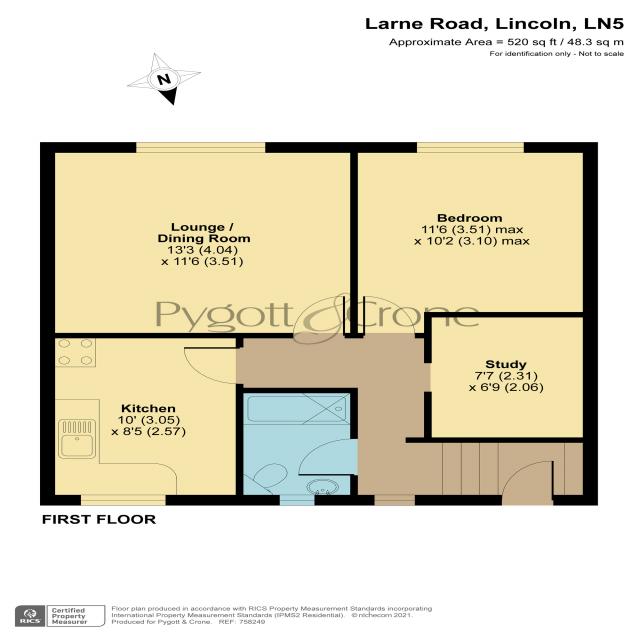 Larne Road, Lincoln, LN5
Approximate Area = 520 sq ft / 48.3 sq m
For identification only - Not to scale
N
Lounge /
Dining Room
13'3 (4.04)
x 11'6 (3.51)
Bedroom
11'6 (3.51) max
x 10'2 (3.10) max
Pygott & Crone
Study
7'7 (2.31)
x 6'9 (2.06)
Kitchen
10' (3.05)
x 8'5 (2.57)
FIRST FLOOR
RICS
Certified
Property
Measurer
Floor plan produced in accordance with RICS Property Measurement Standards incorporating
International Property Measurement Standards (IPMS2 Residential). © nichecom 2021.
Produced for Pygott & Crone. REF: 758249